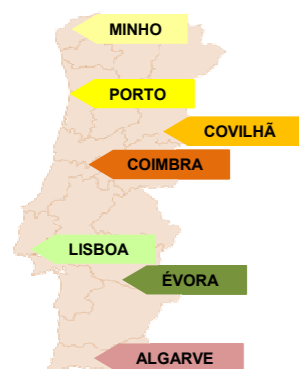 MINHO
PORTO
COVILHÃ
COIMBRA
LISBOA
ÉVORA
ALGARVE